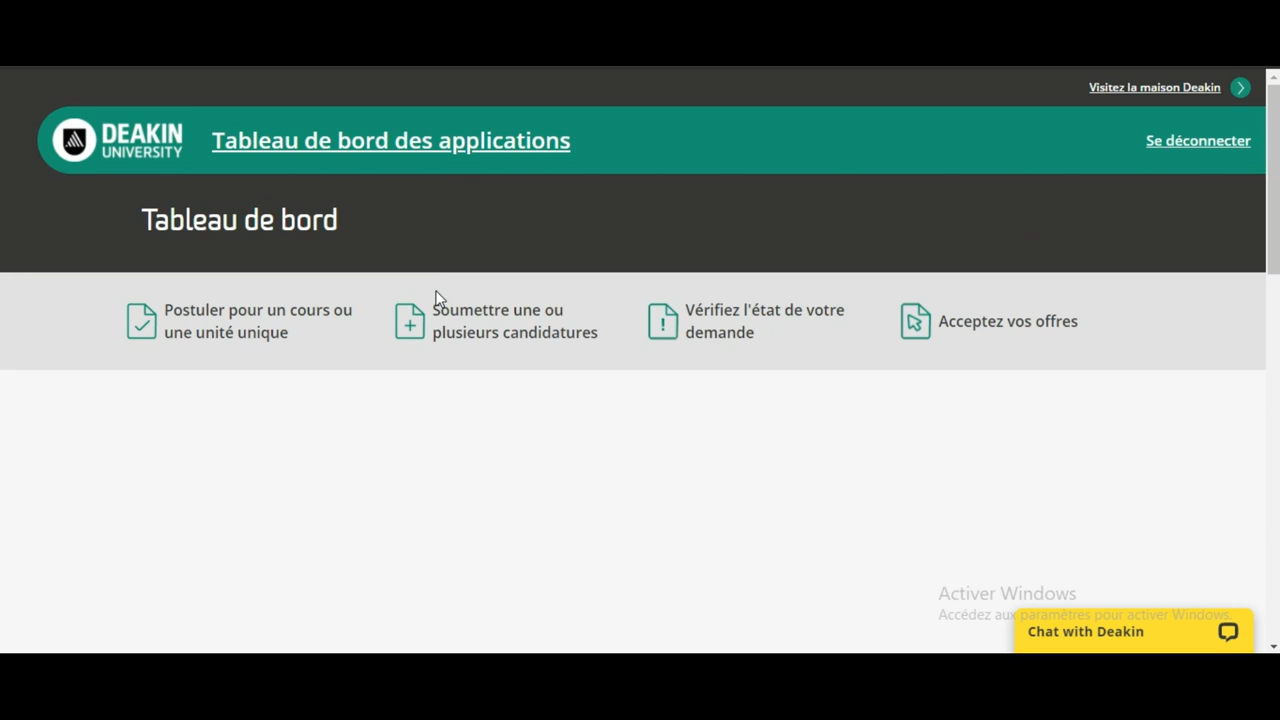 Visitez la maison Deakin
DEAKIN
UNIVERSITY
Tableau de bord des applications
Se déconnecter
Tableau de bord
Postuler pour un cours ou
une unité unique
Soumettre une ou
plusieurs candidatures
Vérifiez l'état de votre
demande
Acceptez vos offres
Activer Windows
Accédez aux paramètres pour activer Windows.
Chat with Deakin